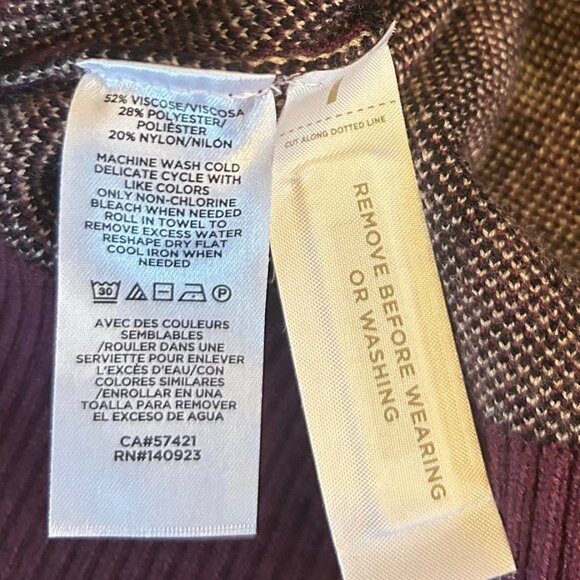 52% VISCOSE/VISCOSA
28% POLYESTER/
POLIÉSTER
20% NYLON/NILÓN
MACHINE WASH COLD
DELICATE CYCLE WITH
LIKE COLORS
ONLY NON-CHLORINE
BLEACH WHEN NEEDED
ROLL IN TOWEL TO
REMOVE EXCESS WATER
RESHAPE DRY FLAT
COOL IRON WHEN
NEEDED
30 P
AVEC DES COULEURS
SEMBLABLES
/ROULER DANS UNE
SERVIETTE POUR ENLEVER
L'EXCÉS D'EAU/CON
COLORES SIMILARES
/ENROLLAR EN UNA
TOALLA PARA REMOVER
EL EXCESO DE AGUA
CA#57421
RN#140923
CUT ALONG DOTTED LINE
REMOVE BEFORE WEARING
OR WASHING